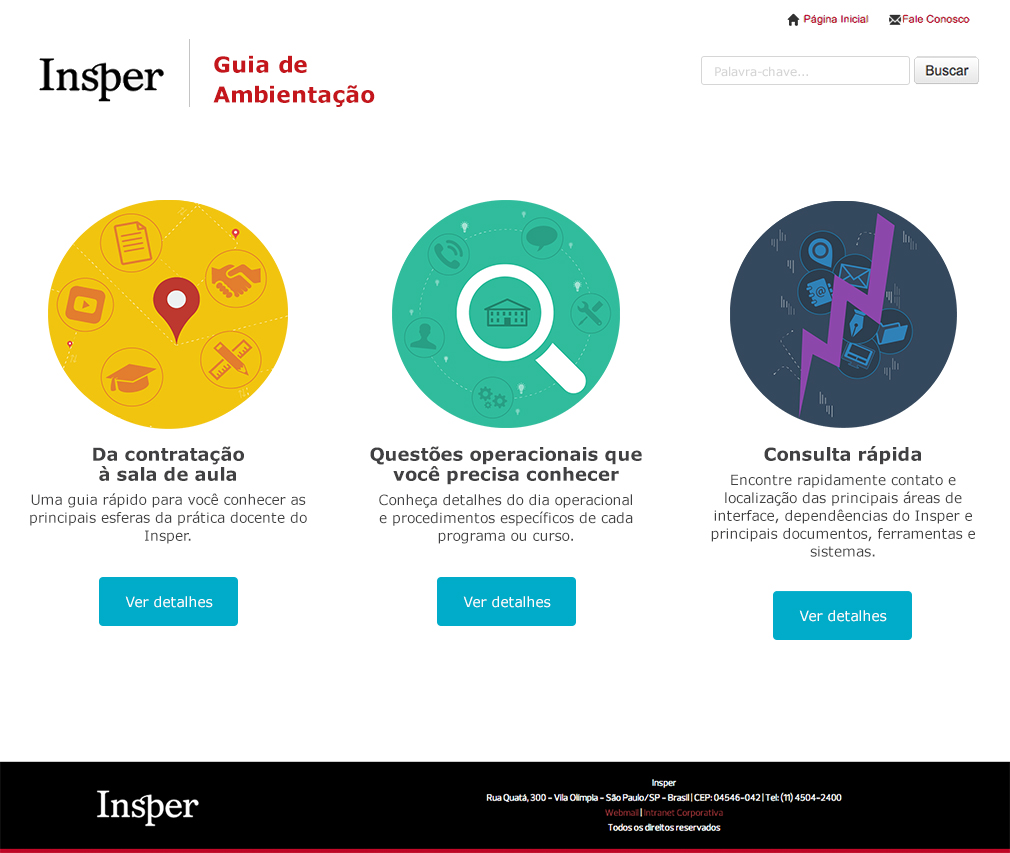 Página Inicial Fale Conosco
Insper
Guia de
Ambientação
Palavra-chave...
Buscar
Da contratação
à sala de aula
Uma guia rápido para você conhecer as
principais esferas da prática docente do
Insper.
Ver detalhes
Questões operacionais que
você precisa conhecer
Conheça detalhes do dia operacional
e procedimentos específicos de cada
programa ou curso.
Ver detalhes
Consulta rápida
Encontre rapidamente contato e
localização das principais áreas de
interface, dependêencias do Insper e
principais documentos, ferramentas e
sistemas.
Ver detalhes
Insper
Insper
Rua Quatá, 300 - Vila Olimpia - São Paulo/SP - Brasil | CEP: 04546-042 | Tel: (11) 4504-2400
Webmail | Intranet Corporativa
Todos os direitos reservados